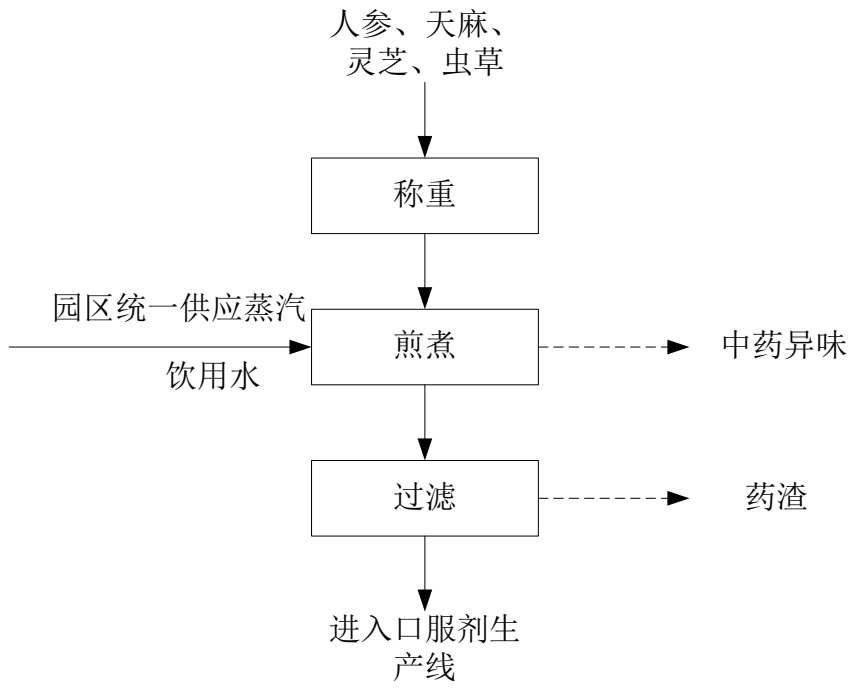 人参、天麻、
灵芝、虫草
称重
园区统一供应蒸汽
饮用水
煎煮
中药异味
过滤
药渣
进入口服剂生
产线